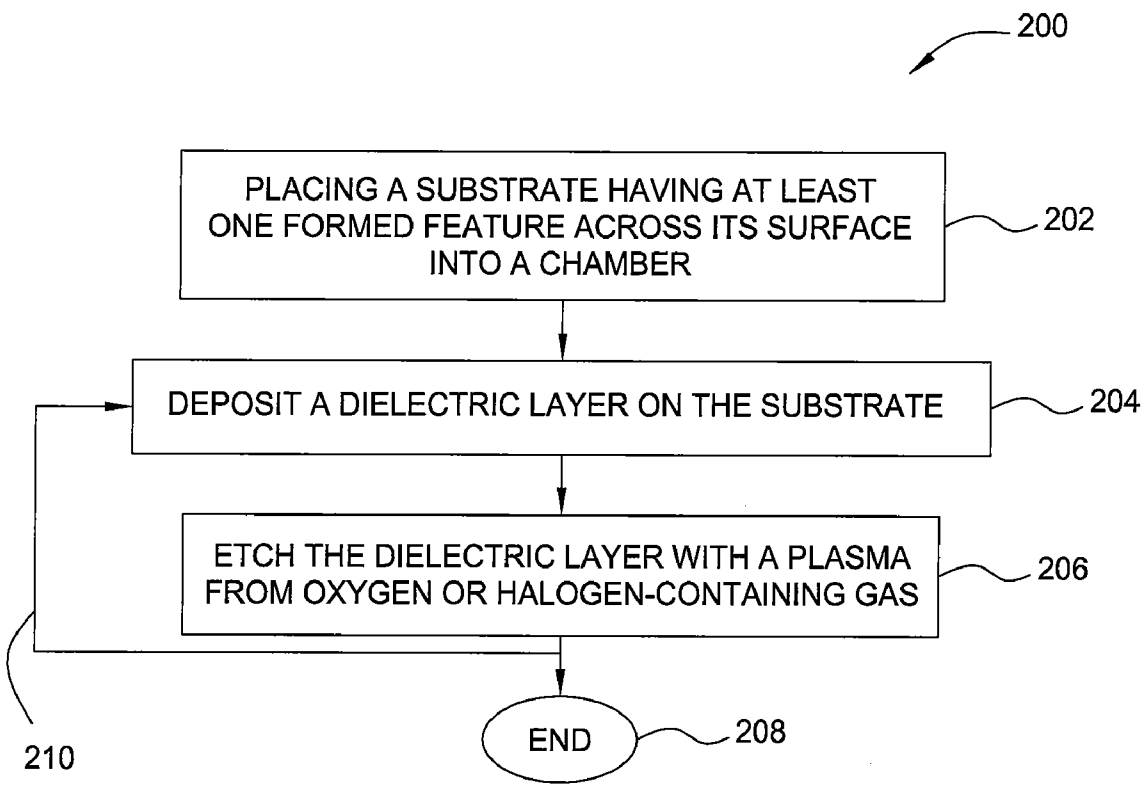 200
PLACING A SUBSTRATE HAVING AT LEAST
ONE FORMED FEATURE ACROSS ITS SURFACE
INTO A CHAMBER
202
DEPOSIT A DIELECTRIC LAYER ON THE SUBSTRATE
204
ETCH THE DIELECTRIC LAYER WITH A PLASMA
FROM OXYGEN OR HALOGEN-CONTAINING GAS
206
END
208
210